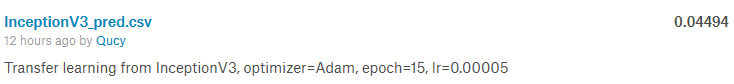 InceptionV3_pred.csv 0.04494
12 hours ago by Qucy
Transfer learning from InceptionV3, optimizer=Adam, epoch=15, lr=0.00005